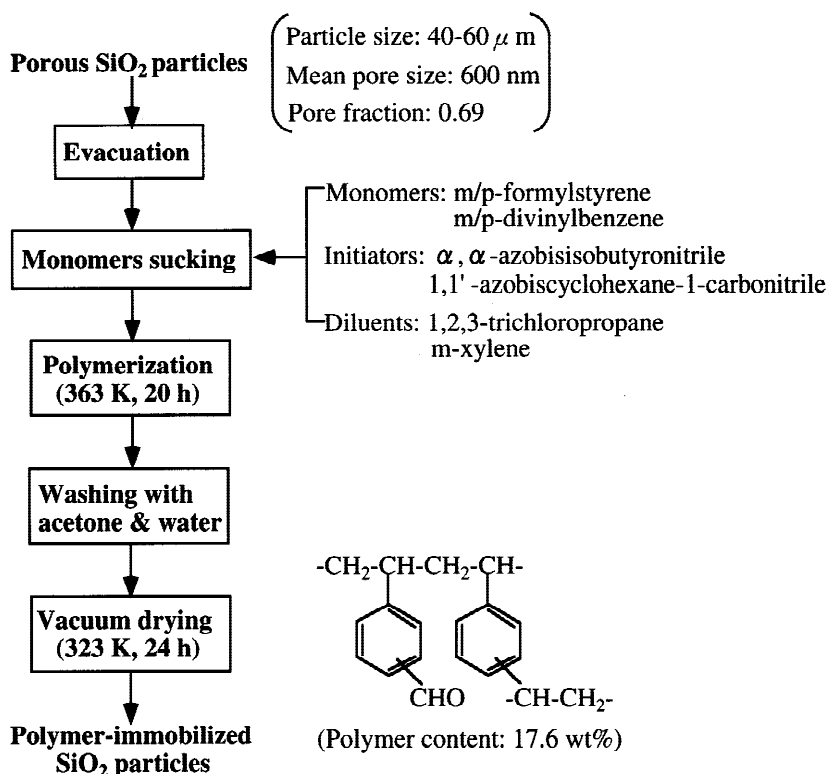 Porous SiO₂ particles
Particle size: 40-60 μ m
Mean pore size: 600 nm
Pore fraction: 0.69
Evacuation
Monomers sucking
Monomers: m/p-formylstyrene
m/p-divinylbenzene
Initiators: α, α-azobisisobutyronitrile
1,1' -azobiscyclohexane-1-carbonitrile
Diluents: 1,2,3-trichloropropane
m-xylene
Polymerization
(363 K, 20 h)
Washing with
acetone & water
Vacuum drying
(323 K, 24 h)
Polymer-immobilized
SiO₂ particles
-CH₂-CH-CH₂-CH-
CHO
-CH-CH₂-
(Polymer content: 17.6 wt%)